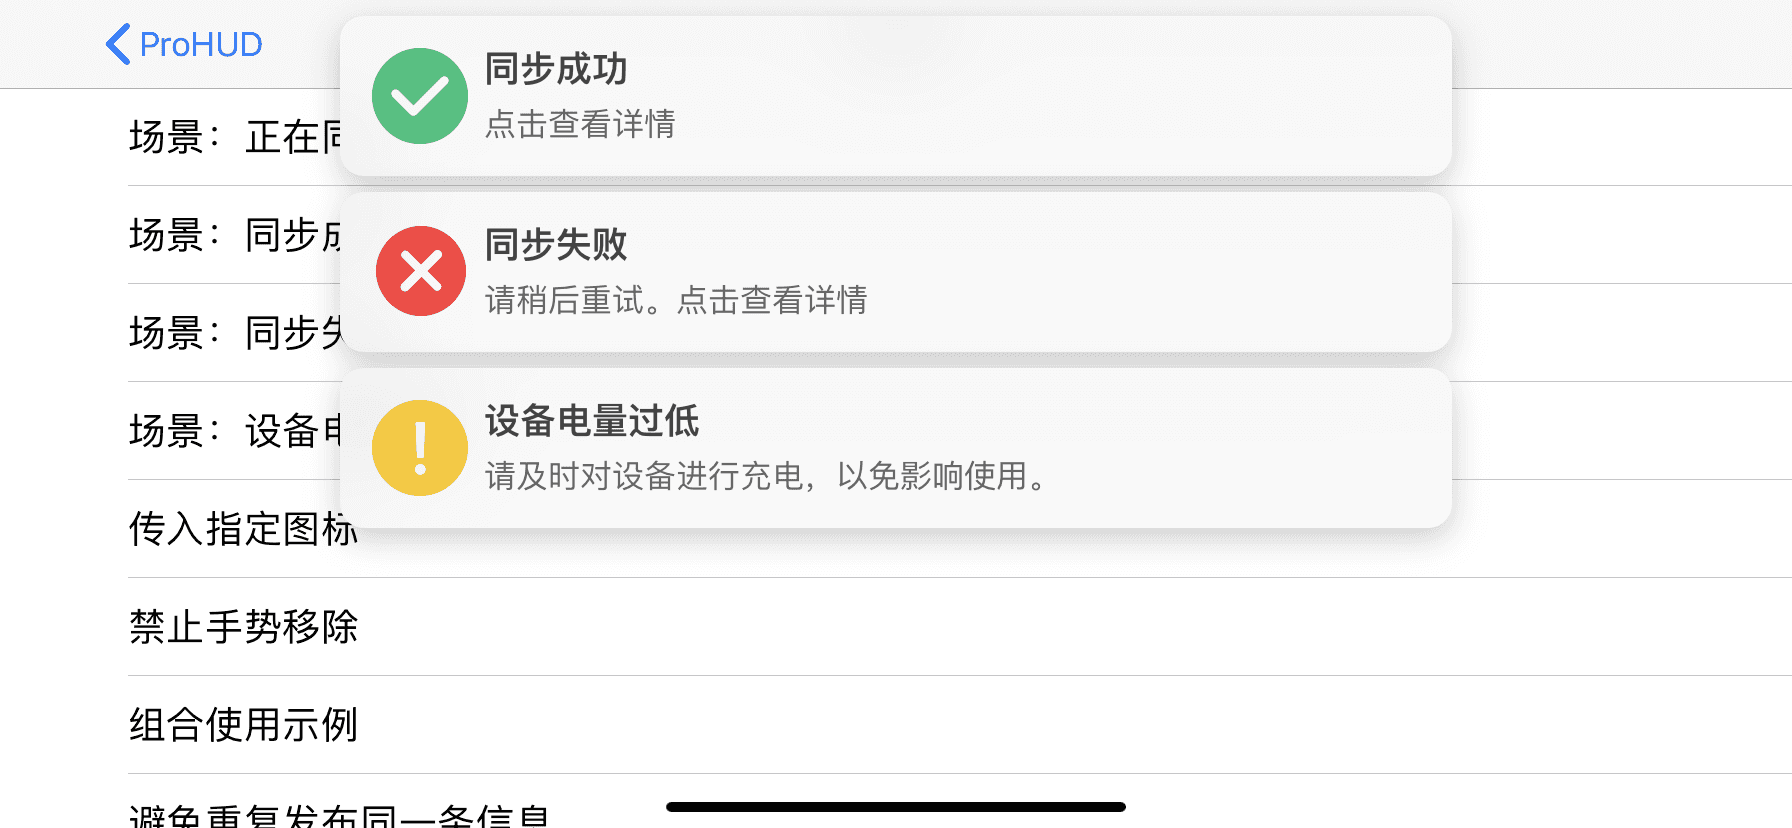 ProHUD
同步成功
点击查看详情
场景：正在同
同步失败
场景：同步成
请稍后重试。点击查看详情
场景：同步失
设备电量过低
场景：设备电
请及时对设备进行充电，以免影响使用。
传入指定图标
禁止手势移除
组合使用示例
避免重复发布同一条信息